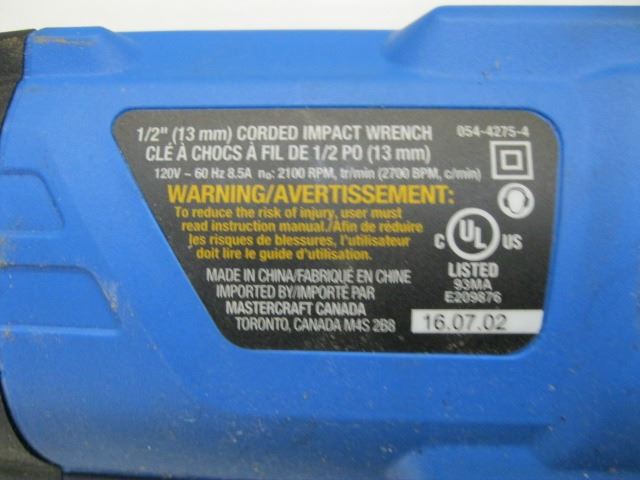 1/2" (13 mm) CORDED IMPACT WRENCH 054-4275-4
CLÉ À CHOCS À FIL DE 1/2 PO (13 mm)
120V ~ 60 Hz 8.5A n₀: 2100 RPM, tr/min (2700 BPM, c/min)
WARNING/AVERTISSEMENT:
To reduce the risk of injury, user must
read instruction manual./Afin de réduire
les risques de blessures, l'utilisateur
doit lire le guide d'utilisation.
MADE IN CHINA/FABRIQUÉ EN CHINE
IMPORTED BY/IMPORTÉ PAR
MASTERCRAFT CANADA
TORONTO, CANADA M4S 2B8
C UL US
LISTED
93MA
E209876
16.07.02